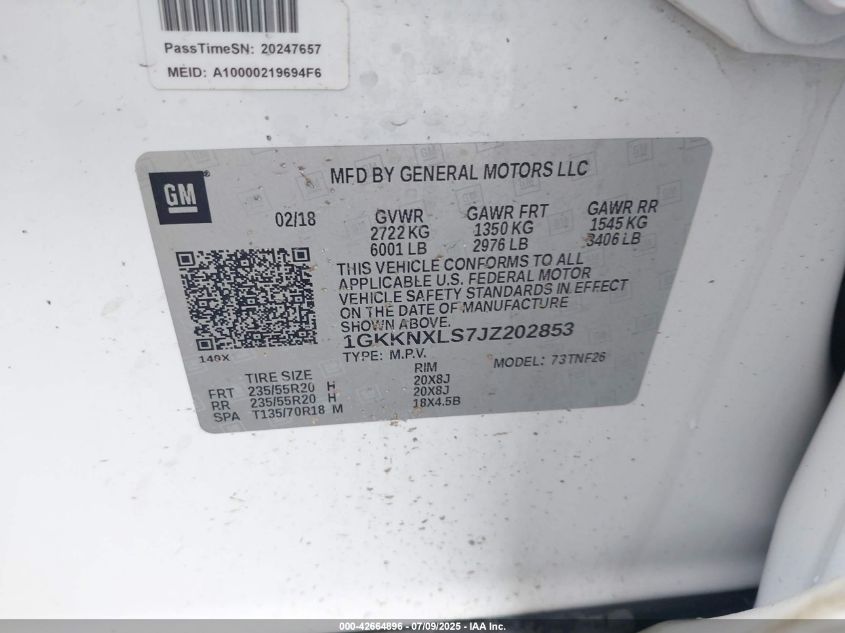 PassTimeSN: 20247657
MEID: A10000219694F6
GM®
MFD BY GENERAL MOTORS LLC
02/18 GVWR GAWR FRT GAWR RR
2722 KG 1350 KG 1545 KG
6001 LB 2976 LB 3406 LB
THIS VEHICLE CONFORMS TO ALL
APPLICABLE U.S. FEDERAL MOTOR
VEHICLE SAFETY STANDARDS IN EFFECT
ON THE DATE OF MANUFACTURE
SHOWN ABOVE.
1GKKNXLS7JZ202853
149X TYPE: M.P.V. MODEL: 73TNF26
TIRE SIZE RIM
FRT 235/55R20 H 20X8J
RR 235/55R20 H 20X8J
SPA T135/70R18 M 18X4.5B
000-42664896 - 07/09/2025 - IAA Inc.